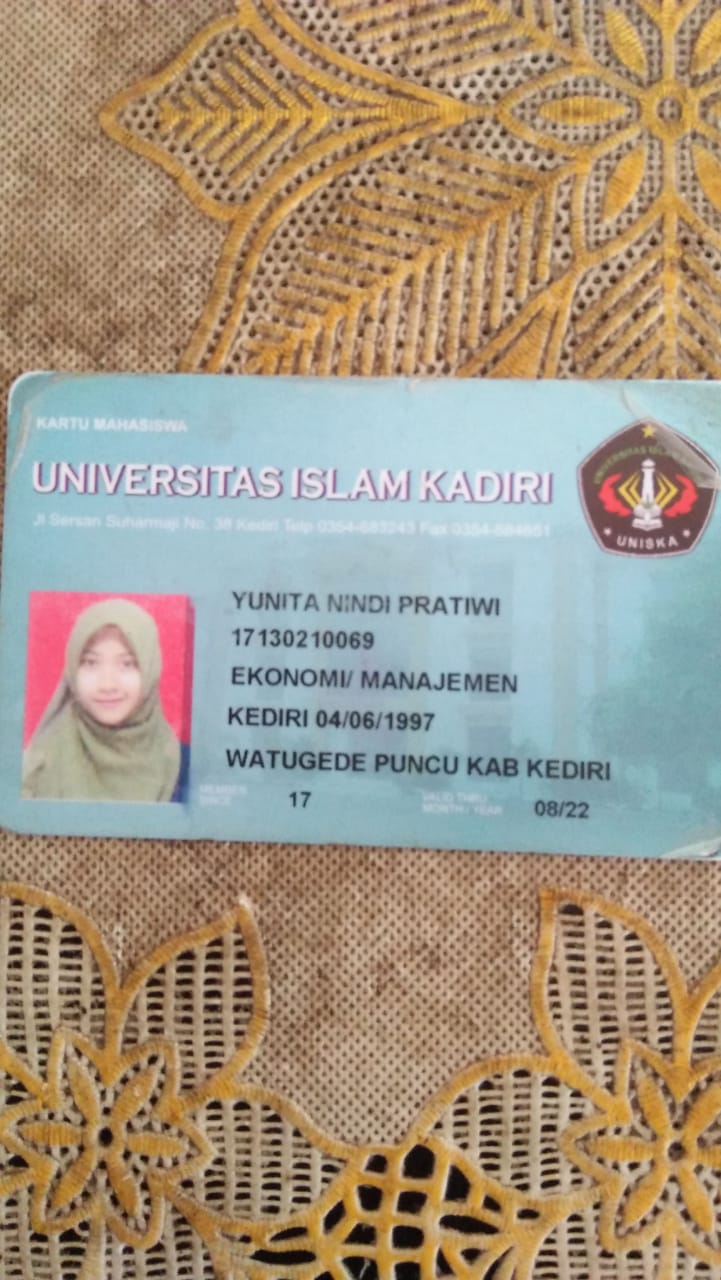 KARTU MAHASISWA
UNIVERSITAS ISLAM KADIRI
Jl Sersan Suharmaji No. 38 Kediri Telp 0354-683243 Fax 0354-684651
UNIVERSITAS ISLAM
UNISKA
YUNITA NINDI PRATIWI
17130210069
EKONOMI/ MANAJEMEN
KEDIRI 04/06/1997
WATUGEDE PUNCU KAB KEDIRI
MEMBER SINCE 17
VALID THRU MONTH / YEAR 08/22